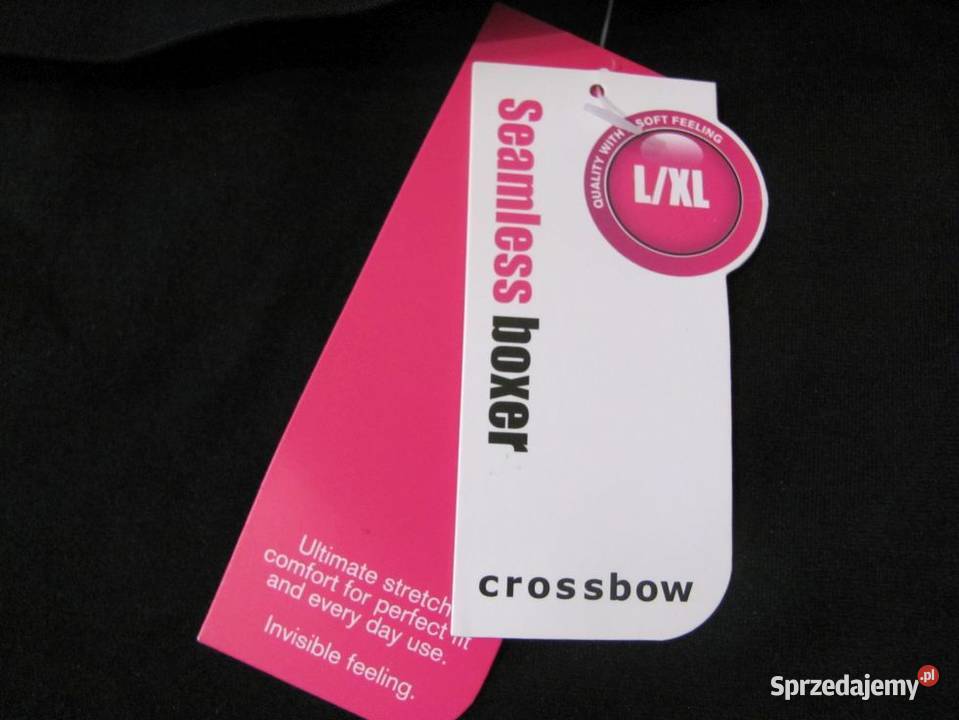 Seamless boxer
QUALITY WITH A SOFT FEELING
L/XL
crossbow
Ultimate stretch
comfort for perfect fit
and every day use.
Invisible feeling.
Sprzedajemy.pl